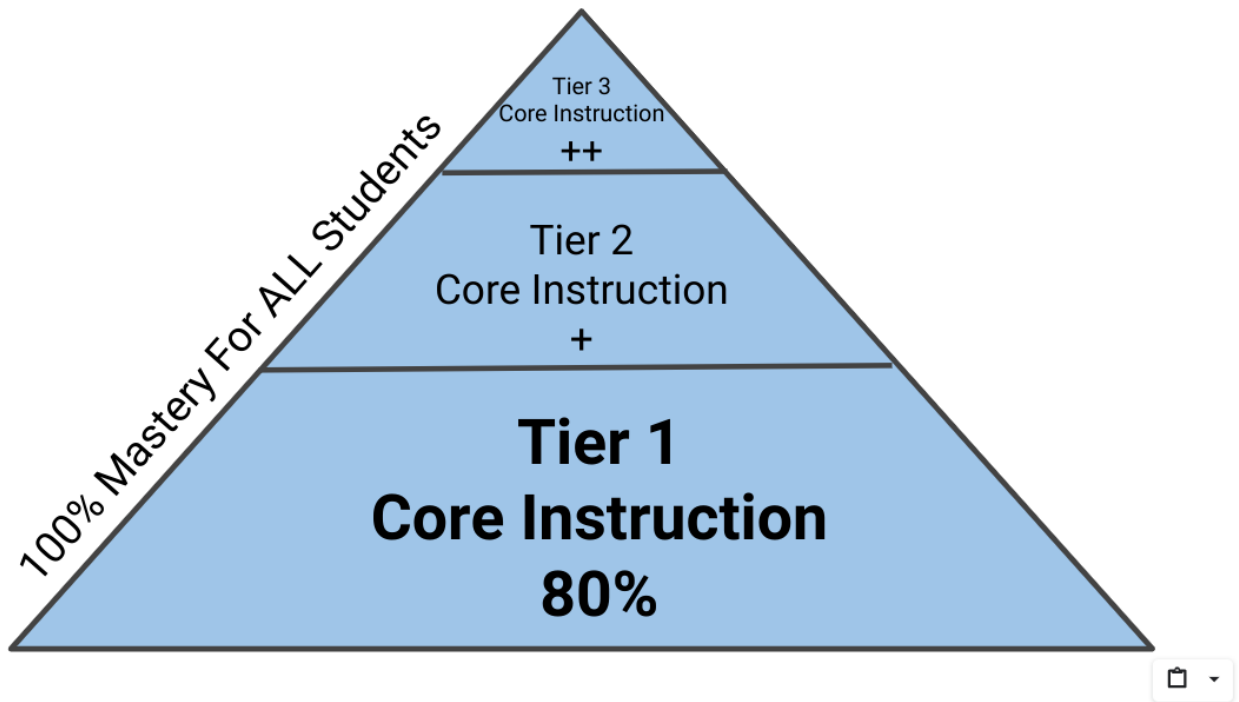 100% Mastery For ALL Students
Tier 3
Core Instruction
++
Tier 2
Core Instruction
+
Tier 1
Core Instruction
80%